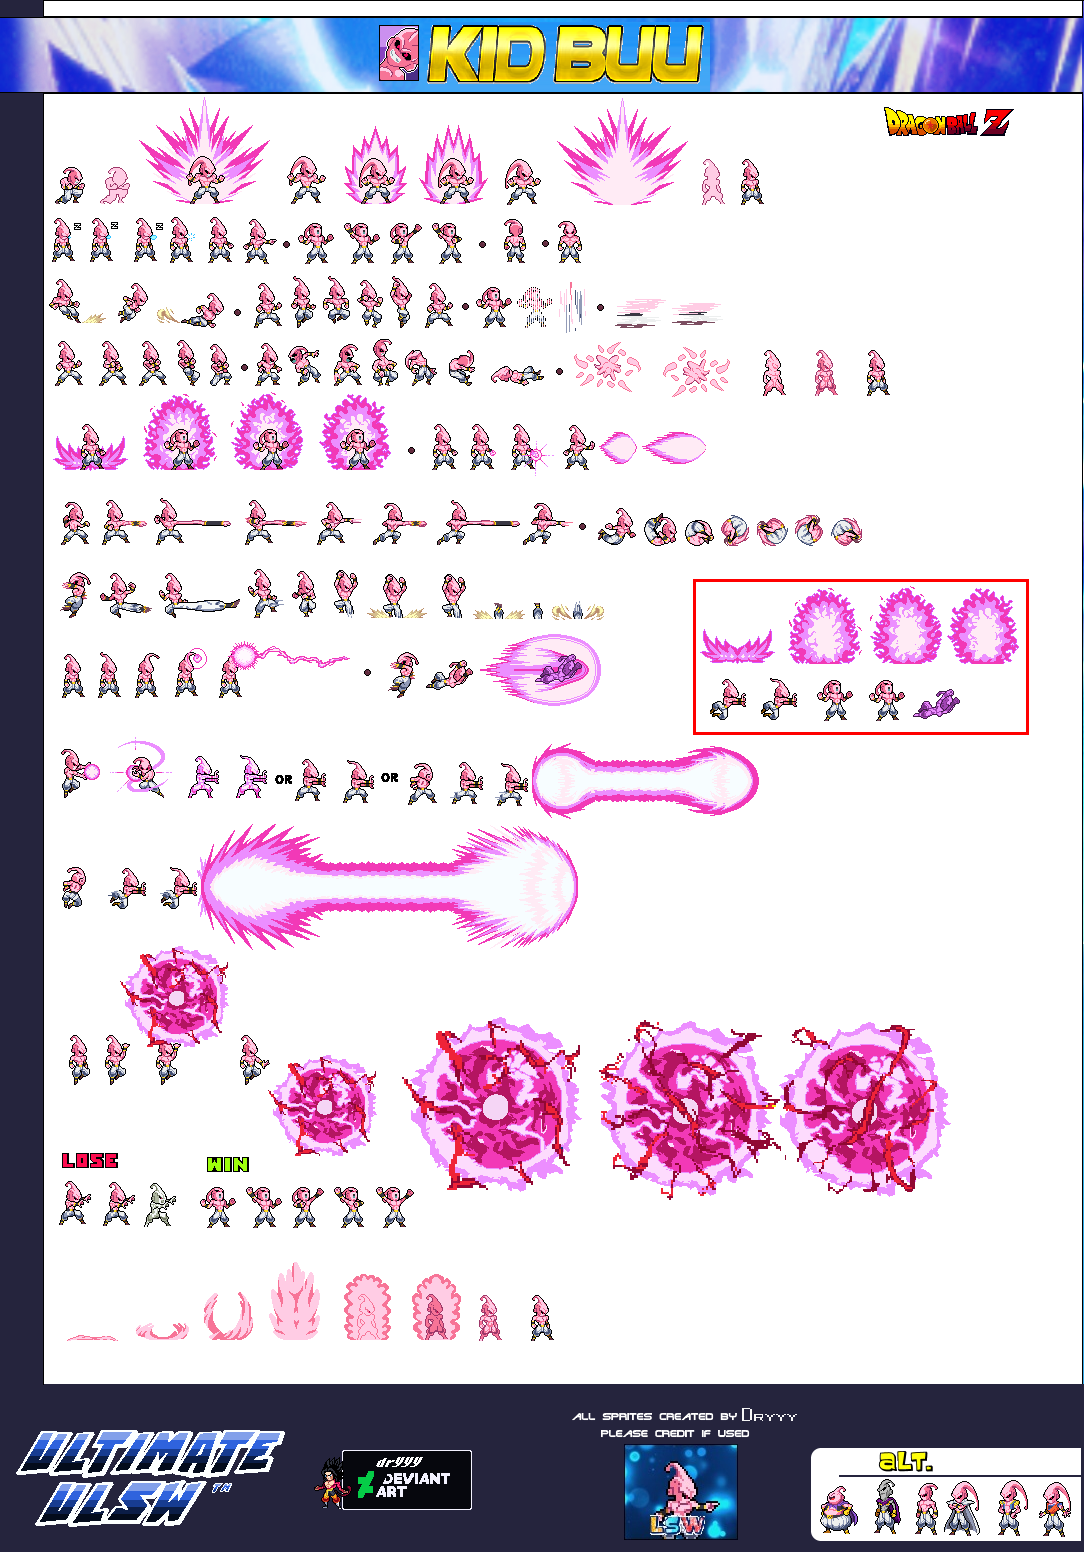 KID BUU
DRAGON BALL Z
Z
Z
Z
OR
OR
LOSE
WIN
ALL SPRITES CREATED BY DRYYY
PLEASE CREDIT IF USED
ULTIMATE
ULSW TM
dryyy
DEVIANT
ART
LSW
ALT.